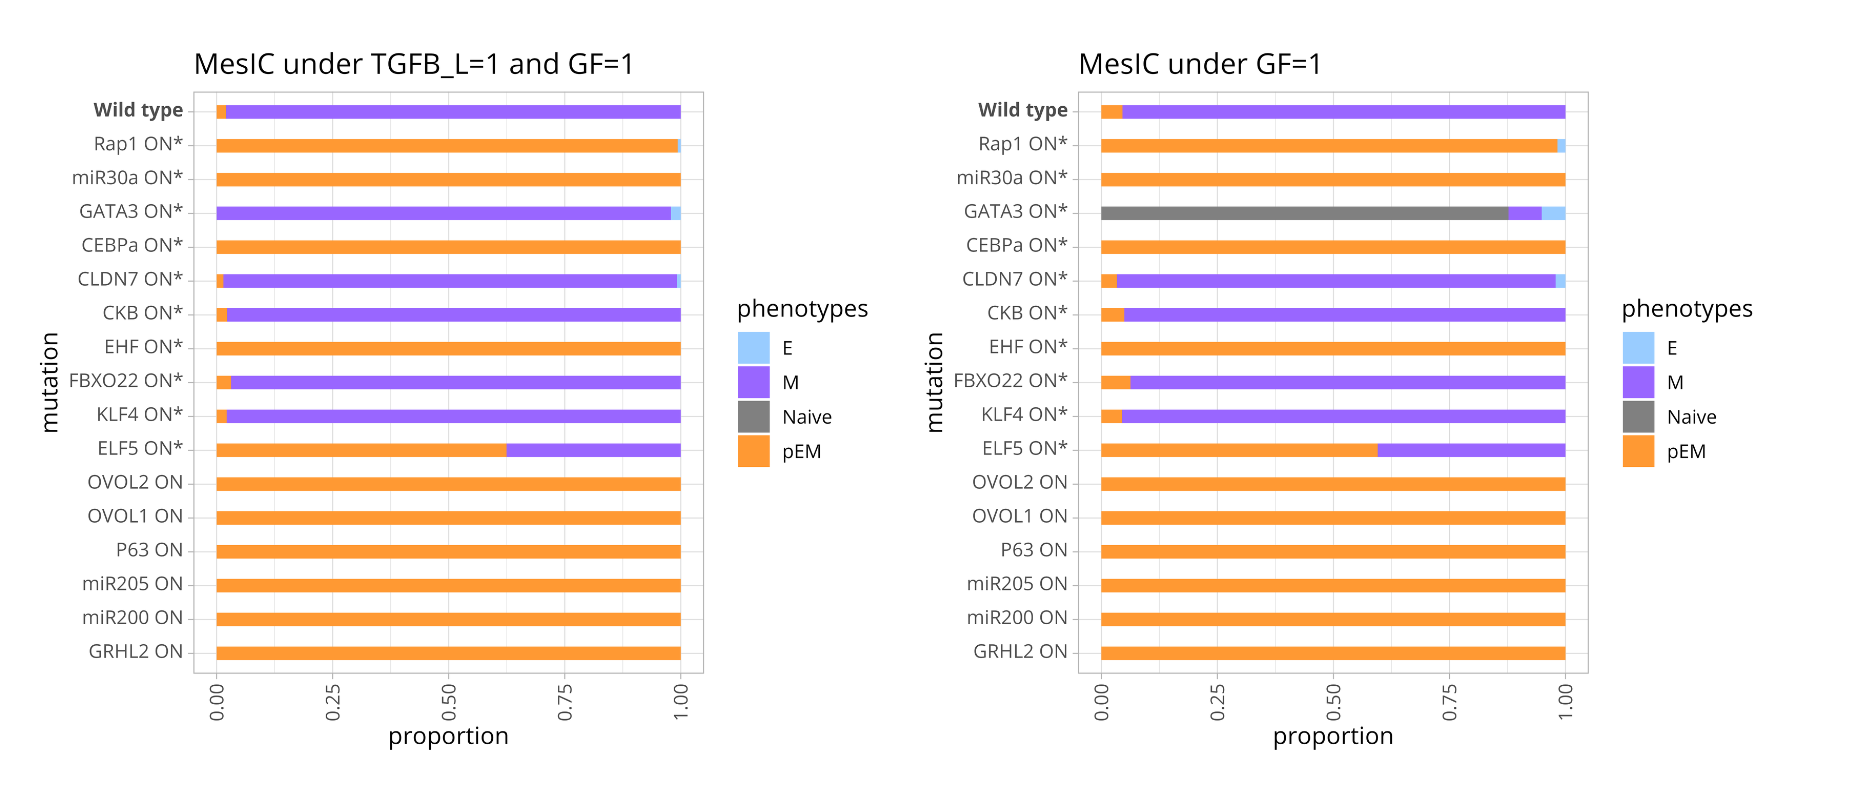 MesIC under TGFB_L=1 and GF=1
mutation
Wild type
Rap1 ON*
miR30a ON*
GATA3 ON*
CEBPa ON*
CLDN7 ON*
CKB ON*
EHF ON*
FBXO22 ON*
KLF4 ON*
ELF5 ON*
OVOL2 ON
OVOL1 ON
P63 ON
miR205 ON
miR200 ON
GRHL2 ON
0.00
0.25
0.50
0.75
1.00
proportion
phenotypes
E
M
Naive
pEM
MesIC under GF=1
mutation
Wild type
Rap1 ON*
miR30a ON*
GATA3 ON*
CEBPa ON*
CLDN7 ON*
CKB ON*
EHF ON*
FBXO22 ON*
KLF4 ON*
ELF5 ON*
OVOL2 ON
OVOL1 ON
P63 ON
miR205 ON
miR200 ON
GRHL2 ON
0.00
0.25
0.50
0.75
1.00
proportion
phenotypes
E
M
Naive
pEM